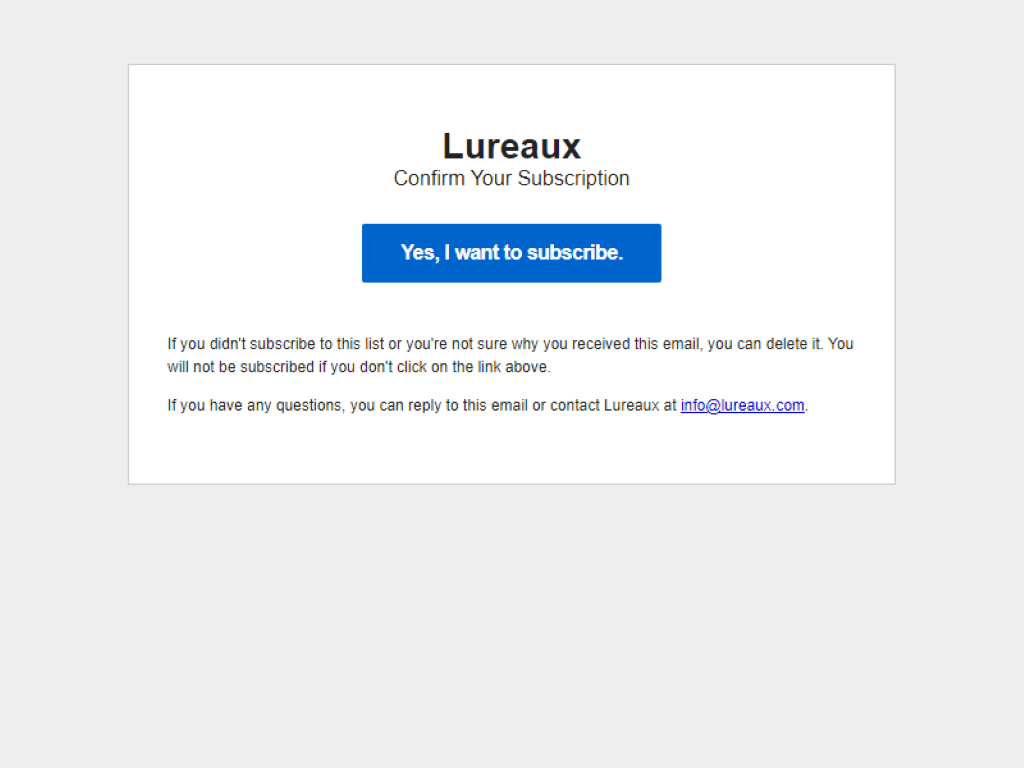 Lureaux
Confirm Your Subscription
Yes, I want to subscribe.
If you didn't subscribe to this list or you're not sure why you received this email, you can delete it. You
will not be subscribed if you don't click on the link above.
If you have any questions, you can reply to this email or contact Lureaux at info@lureaux.com.